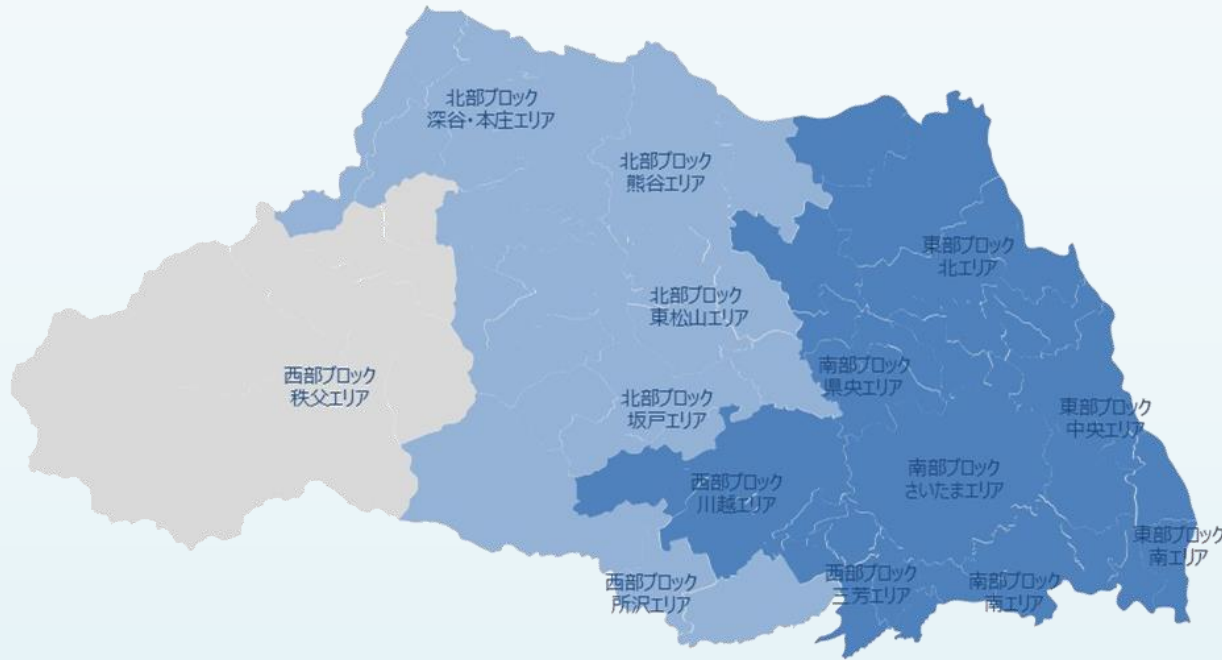 北部ブロック
深谷・本庄エリア
北部ブロック
熊谷エリア
東部ブロック
北エリア
北部ブロック
東松山エリア
西部ブロック
秩父エリア
南部ブロック
県央エリア
北部ブロック
坂戸エリア
東部ブロック
中央エリア
南部ブロック
さいたまエリア
西部ブロック
川越エリア
東部ブロック
南エリア
西部ブロック
所沢エリア
西部ブロック
三芳エリア
南部ブロック
南エリア